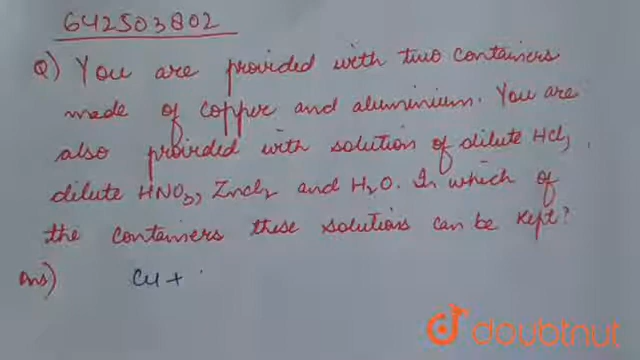 642503802
Q) You are provided with two containers
made of copper and aluminium. You are
also proirded with solution of dilute HCl,
dilute HNO3, ZnCl2 and H2O. In which of
the containers these solutions can be kept?
Ans) Cu +
doubtnut